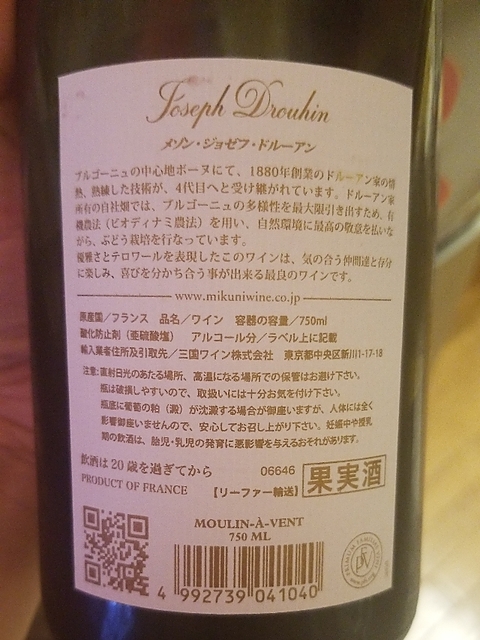 Joseph Drouhin
メゾン・ジョゼフ・ドルーアン
ブルゴーニュの中心地ボーヌにて、1880年創業のドルーアン家の情
熱、熟練した技術が、4代目へと受け継がれています。ドルーアン家
所有の自社畑では、ブルゴーニュの多様性を最大限引き出すため、有
機農法（ビオディナミ農法）を用い、自然環境に最高の敬意を払いな
がら、ぶどう栽培を行なっています。
優雅さとテロワールを表現したこのワインは、気の合う仲間達と存分
に楽しみ、喜びを分かち合う事が出来る最良のワインです。
www.mikuniwine.co.jp
原産国／フランス 品名／ワイン 容器の容量／750ml
酸化防止剤（亜硫酸塩） アルコール分／ラベル上に記載
輸入業者住所及引取先／三国ワイン株式会社 東京都中央区新川1-17-18
注意：直射日光のあたる場所、高温になる場所での保管はお避け下さい。
瓶は破損しやすいので、取扱いには十分お気を付け下さい。
瓶底に葡萄の粕（澱）が沈澱する場合が御座いますが、人体には全く
影響御座いませんので、安心してお召し上がり下さい。妊娠中や授乳
期の飲酒は、胎児・乳児の発育に悪影響を与えるおそれがあります。
飲酒は20歳を過ぎてから
06646
果実酒
PRODUCT OF FRANCE
【リーファー輸送】
MOULIN-À-VENT
750 ML
4 992739 041040